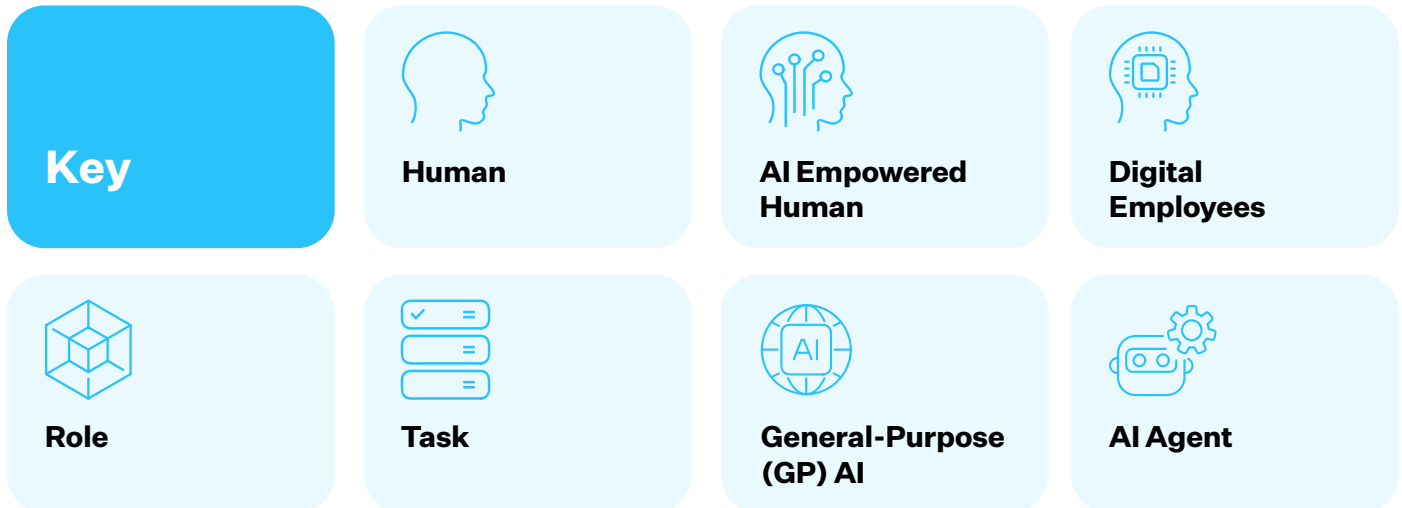 Key
Human
AI Empowered
Human
Digital
Employees
Role
Task
AI
General-Purpose
(GP) AI
AI Agent